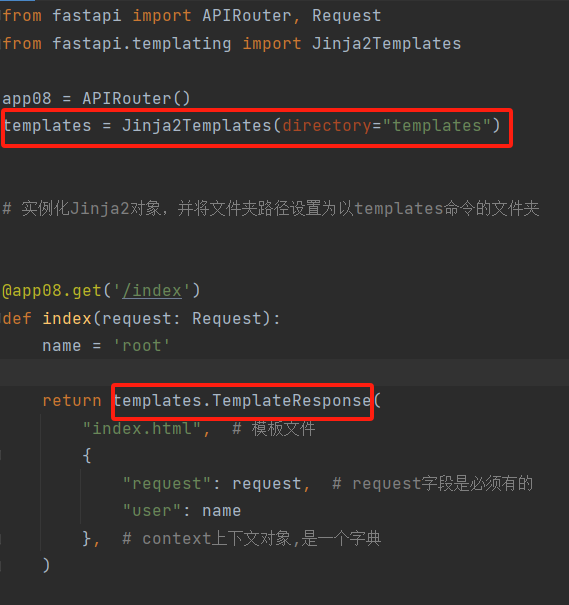 from fastapi import APIRouter, Request
from fastapi.templating import Jinja2Templates
app08 = APIRouter()
templates = Jinja2Templates(directory="templates")
# 实例化Jinja2对象，并将文件夹路径设置为以templates命令的文件夹
@app08.get('/index')
def index(request: Request):
    name = 'root'
    return templates.TemplateResponse(
        "index.html",  # 模板文件
        {
            "request": request,  # request字段是必须有的
            "user": name
        },  # context上下文对象,是一个字典
    )